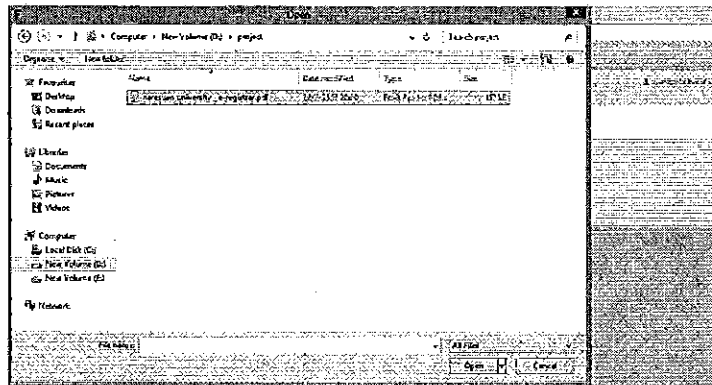 Open
Computer ▸ New Volume (D:) ▸ project
Search project
Organize New folder
Name Date modified Type Size
Favorites
Desktop
Downloads
Recent places
Libraries
Documents
Music
Pictures
Videos
Computer
Local Disk (C:)
New Volume (D:)
New Volume (E:)
Network
File name:
All Files
Open Cancel